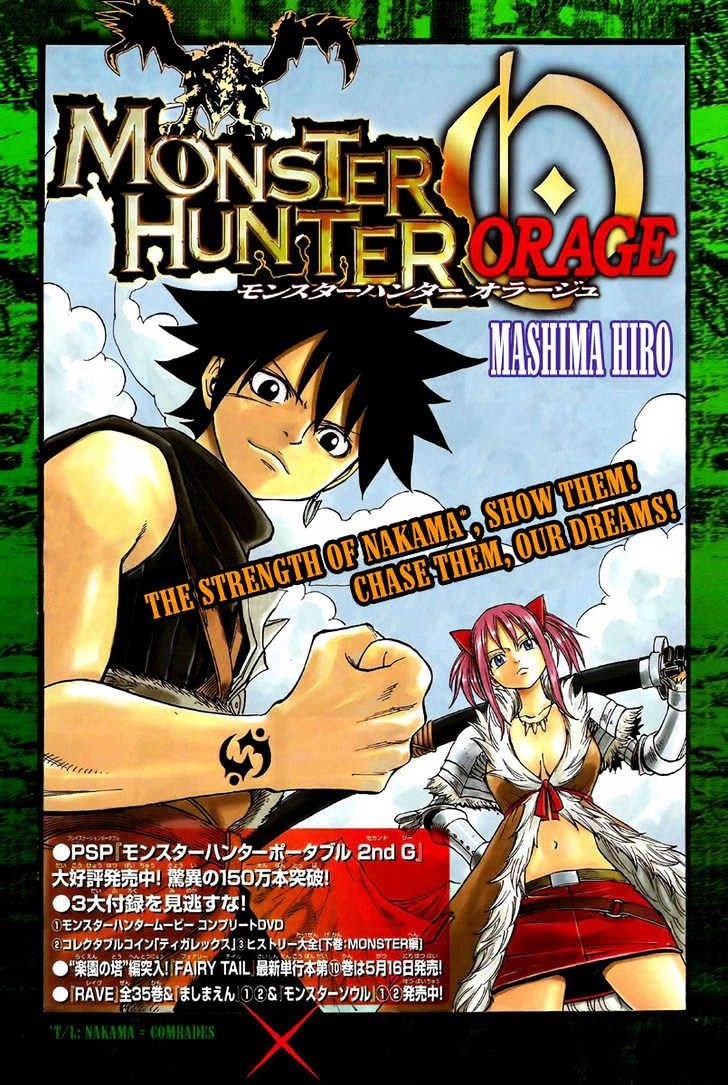 MONSTER
HUNTER
ORAGE
モンスターハンター オラージュ
MASHIMA HIRO
THE STRENGTH OF NAKAMA*, SHOW THEM!
CHASE THEM, OUR DREAMS!
●PSP『モンスターハンターポータブル 2nd G』
大好評発売中! 驚異の150万本突破!
●3大付録を見逃すな!
①モンスターハンタームービー コンプリートDVD
②コレクタブルコイン『ティガレックス』③ヒストリー大全[下巻:MONSTER編]
●“楽園の塔”編突入!『FAIRY TAIL』最新単行本第⑩巻は5月16日発売!
●『RAVE』全35巻&『ましまえん』①②&『モンスターソウル』①②発売中!
*T/L: NAKAMA = COMRADES